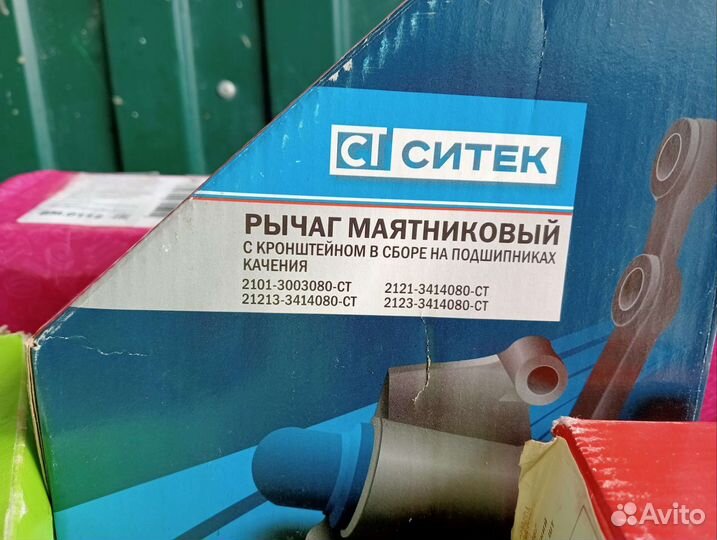 СТ СИТЕК
РЫЧАГ МАЯТНИКОВЫЙ
С КРОНШТЕЙНОМ В СБОРЕ НА ПОДШИПНИКАХ
КАЧЕНИЯ
2101-3003080-СТ 2121-3414080-СТ
21213-3414080-СТ 2123-3414080-СТ
Avito